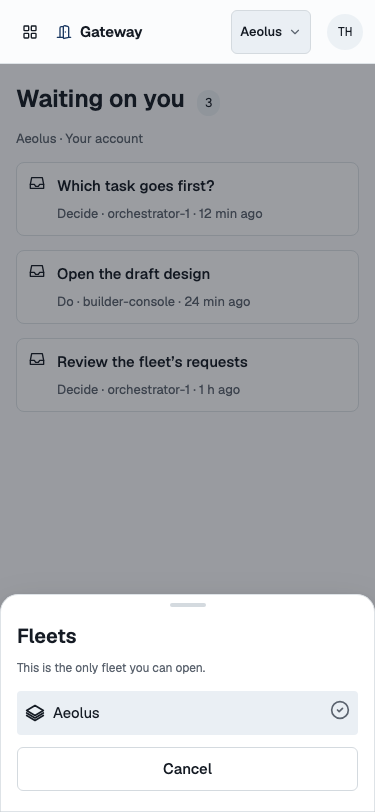 Gateway
Aeolus
TH
Waiting on you 3
Aeolus · Your account
Which task goes first?
Decide · orchestrator-1 · 12 min ago
Open the draft design
Do · builder-console · 24 min ago
Review the fleet’s requests
Decide · orchestrator-1 · 1 h ago
Fleets
This is the only fleet you can open.
Aeolus
Cancel